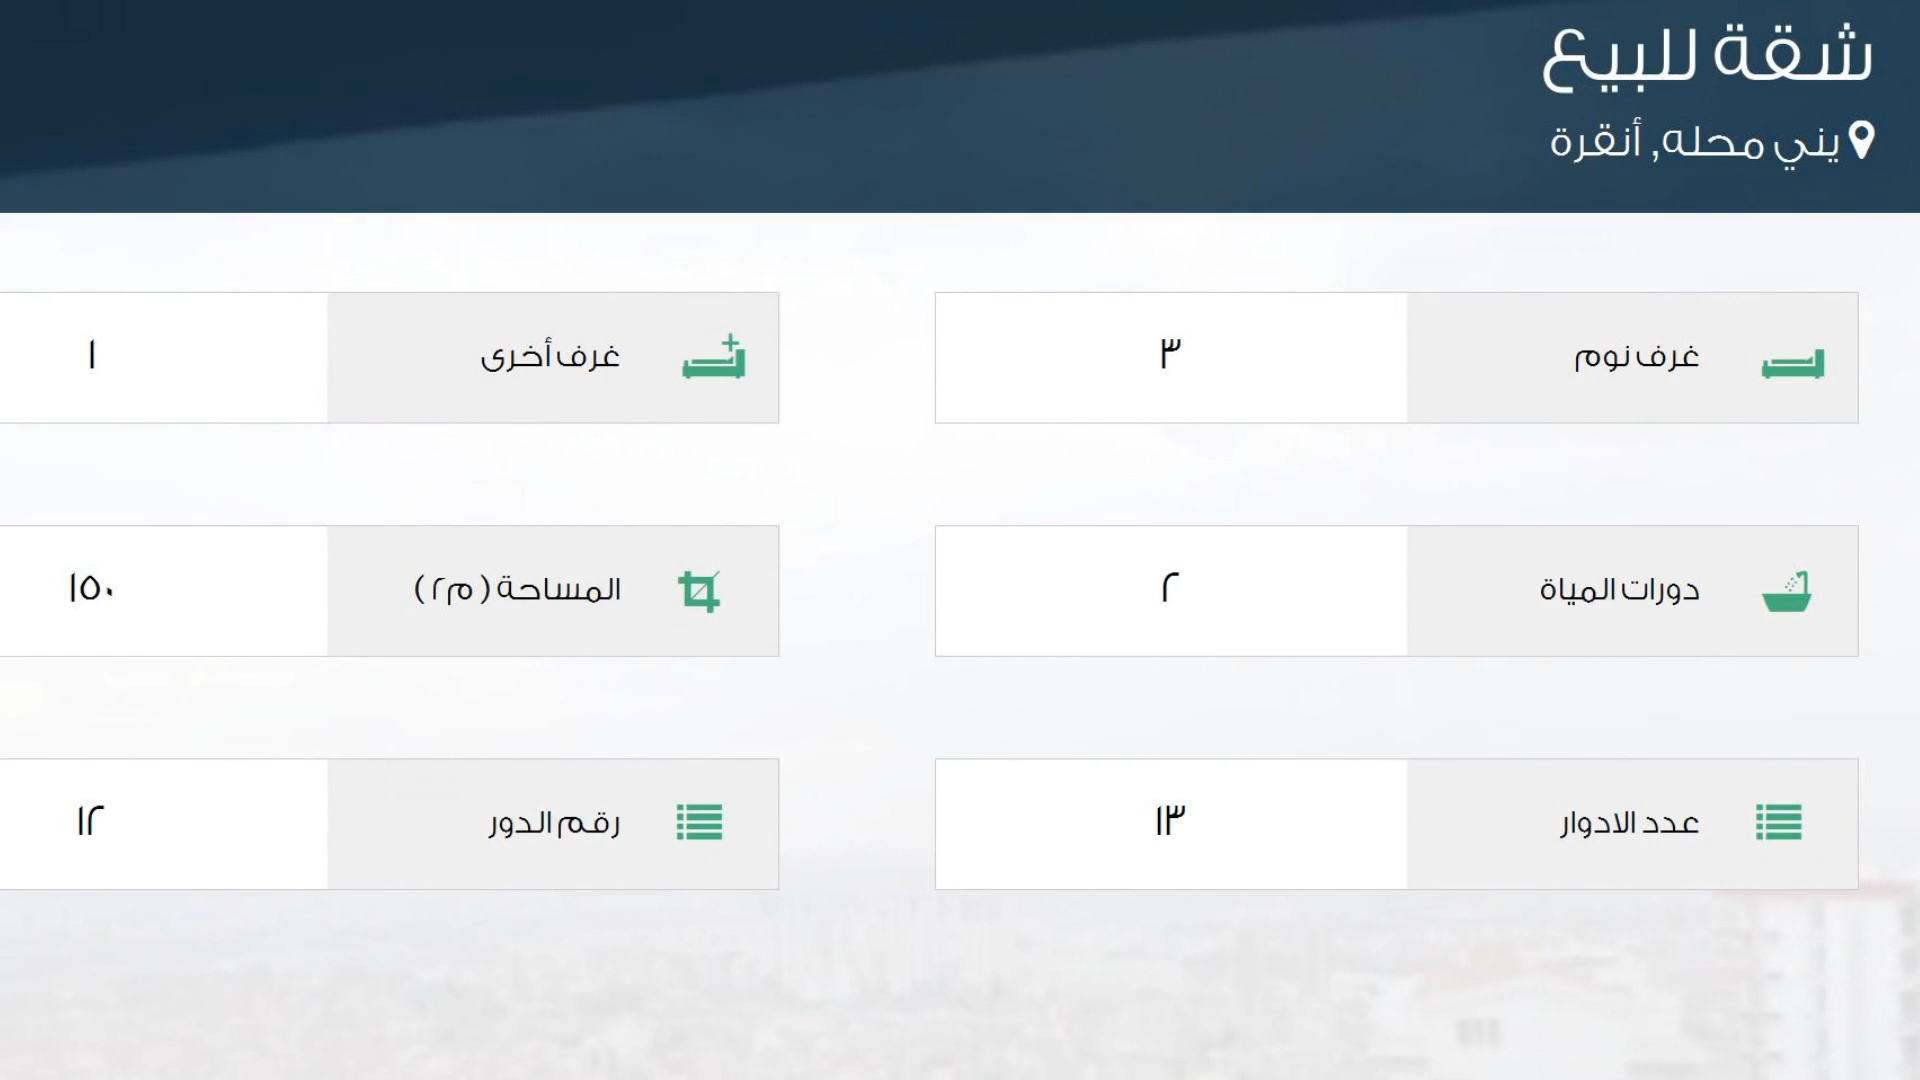 شقة للبيع
يني محله, أنقرة
غرف نوم
٣
غرف أخرى
١
دورات المياة
٢
المساحة ( م٢ )
١٥٠
عدد الادوار
١٣
رقم الدور
١٢